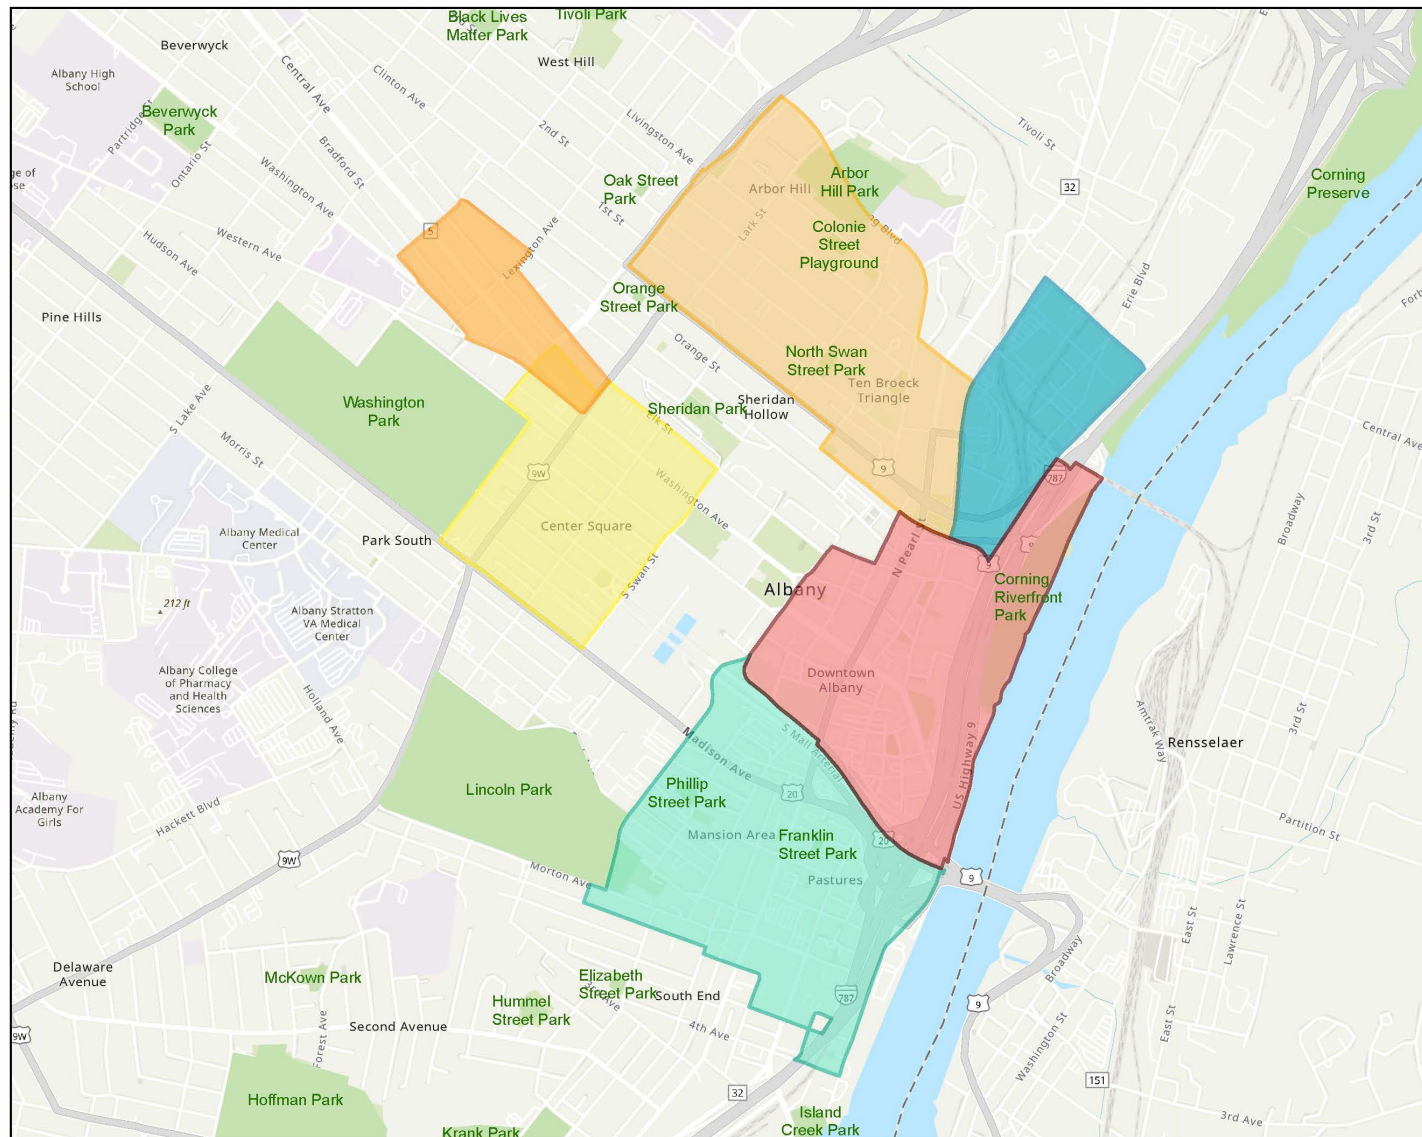 Black Lives
Matter Park
Tivoli Park
Beverwyck
West Hill
Albany High
School
Central Ave
Clinton Ave
Beverwyck
Park
Partridge St
2nd St
Livingston Ave
Tivoli St
Bradford St
Ontario St
Washington Ave
32
Corning
Preserve
Oak Street
Park
1st St
Arbor Hill
Arbor
Hill Park
Lark St
Colonie
Street
Playground
5
Lexington Ave
Western Ave
Hudson Ave
Erie Blvd
Orange
Street Park
Pine Hills
Orange St
North Swan
Street Park
Ten Broeck
Triangle
Sheridan
Hollow
Sheridan Park
Elk St
Washington
Park
S Lake Ave
Morris St
Central Ave
9W
9
787
Washington Ave
Broadway
3rd St
Center Square
Albany Medical
Center
Park South
N Pearl St
9
9
S Swan St
Albany
Corning
Riverfront
Park
212 ft
Albany Stratton
VA Medical
Center
Albany College
of Pharmacy
and Health
Sciences
Downtown
Albany
Holland Ave
3rd St
Amtrak Way
Rensselaer
Madison Ave
S Mall Arterial
US Highway 9
Lincoln Park
Phillip
Street Park
20
Albany
Academy For
Girls
Hackett Blvd
Mansion Area
Franklin
Street Park
20
Partition St
9W
Morton Ave
Pastures
9
East St
Lawrence St
Broadway
Delaware
Avenue
McKown Park
Elizabeth
Street Park
South End
787
Hummel
Street Park
9
Second Avenue
4th Ave
Forest Ave
9W
Washington St
East St
32
151
Hoffman Park
Island
Creek Park
3rd Ave
Krank Park